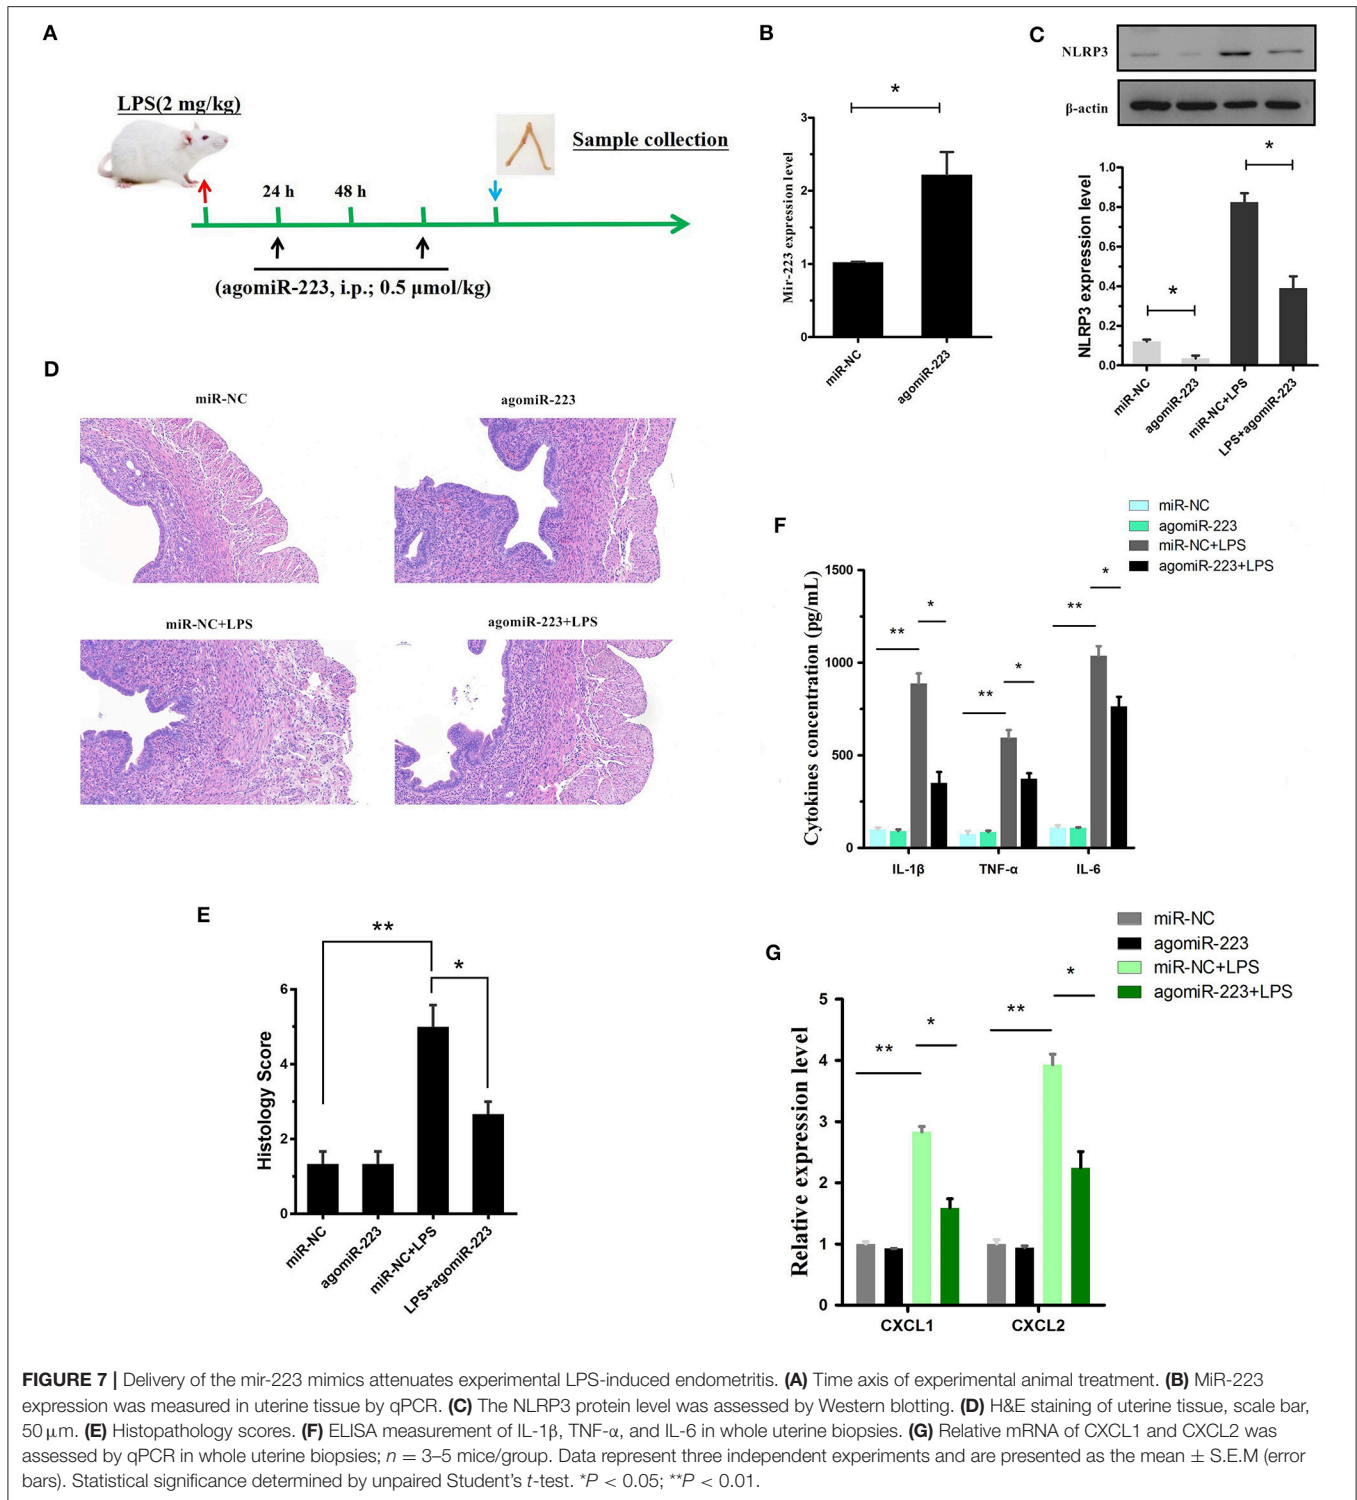 A
LPS(2 mg/kg)
Sample collection
24 h
48 h
(agomiR-223, i.p.; 0.5 μmol/kg)
B
*
3
2
1
0
Mir-223 expression level
miR-NC
agomiR-223
C
NLRP3
β-actin
*
*
1.0
0.8
0.6
0.4
0.2
0.0
NLRP3 expression level
miR-NC
agomiR-223
miR-NC+LPS
LPS+agomiR-223
D
miR-NC
agomiR-223
miR-NC+LPS
agomiR-223+LPS
E
**
*
6
4
2
0
Histology Score
miR-NC
agomiR-223
miR-NC+LPS
LPS+agomiR-223
F
miR-NC
agomiR-223
miR-NC+LPS
agomiR-223+LPS
1500
1000
500
0
Cytokines concentration (pg/mL)
**
*
**
*
**
*
IL-1β
TNF-α
IL-6
G
miR-NC
agomiR-223
miR-NC+LPS
agomiR-223+LPS
5
4
3
2
1
0
Relative expression level
**
*
**
*
CXCL1
CXCL2
FIGURE 7 | Delivery of the mir-223 mimics attenuates experimental LPS-induced endometritis. (A) Time axis of experimental animal treatment. (B) MiR-223
expression was measured in uterine tissue by qPCR. (C) The NLRP3 protein level was assessed by Western blotting. (D) H&E staining of uterine tissue, scale bar,
50 μm. (E) Histopathology scores. (F) ELISA measurement of IL-1β, TNF-α, and IL-6 in whole uterine biopsies. (G) Relative mRNA of CXCL1 and CXCL2 was
assessed by qPCR in whole uterine biopsies; n = 3–5 mice/group. Data represent three independent experiments and are presented as the mean ± S.E.M (error
bars). Statistical significance determined by unpaired Student's t-test. *P < 0.05; **P < 0.01.